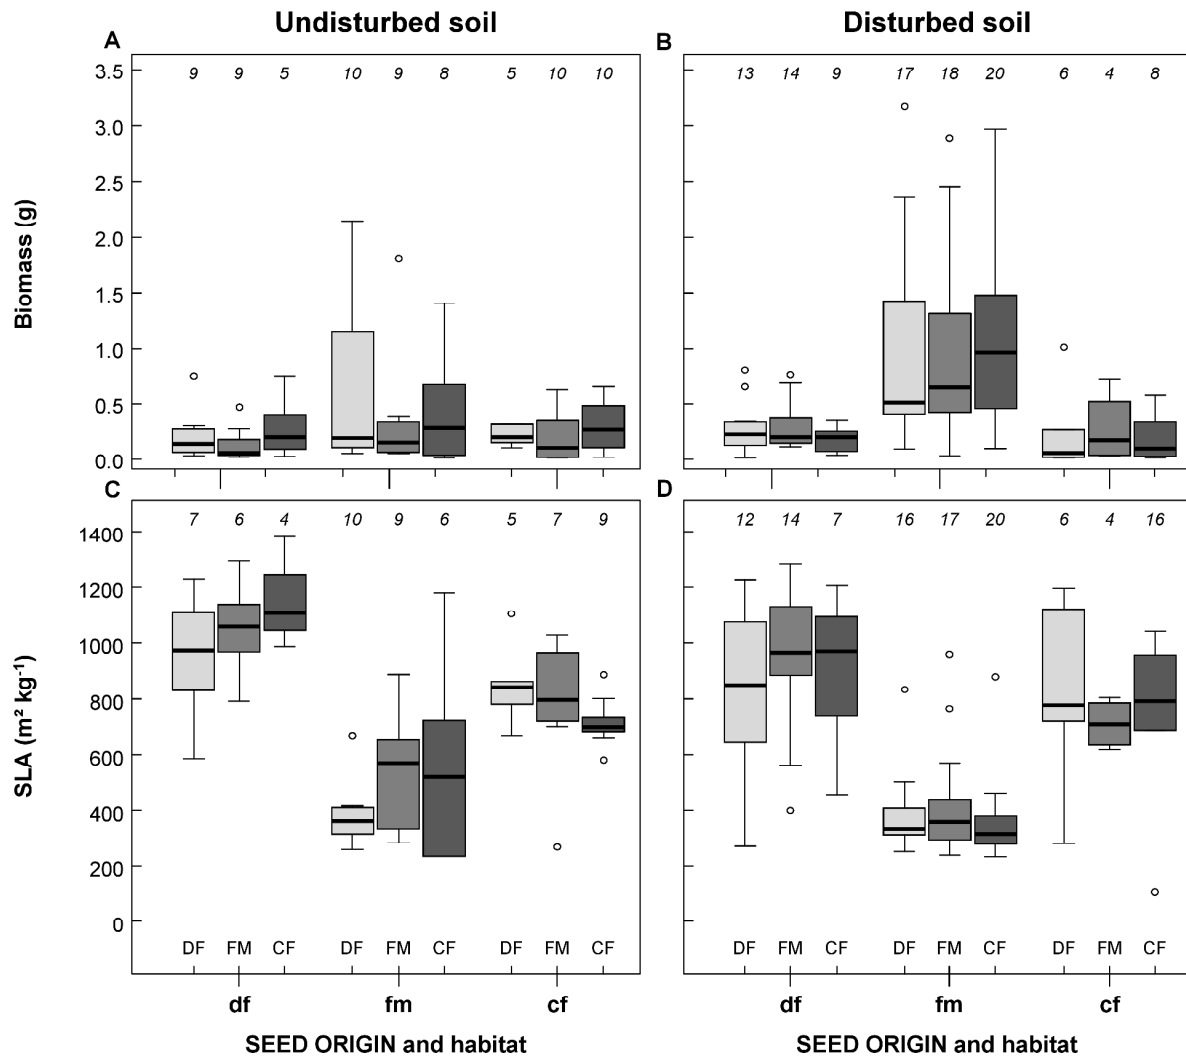 Undisturbed soil
Disturbed soil
A
B
9 9 5 10 9 8 5 10 10
13 14 9 17 18 20 6 4 8
Biomass (g)
3.5
3.0
2.5
2.0
1.5
1.0
0.5
0.0
C
D
7 6 4 10 9 6 5 7 9
12 14 7 16 17 20 6 4 16
SLA (m² kg⁻¹)
1400
1200
1000
800
600
400
200
0
DF FM CF DF FM CF DF FM CF
DF FM CF DF FM CF DF FM CF
df fm cf
df fm cf
SEED ORIGIN and habitat
SEED ORIGIN and habitat